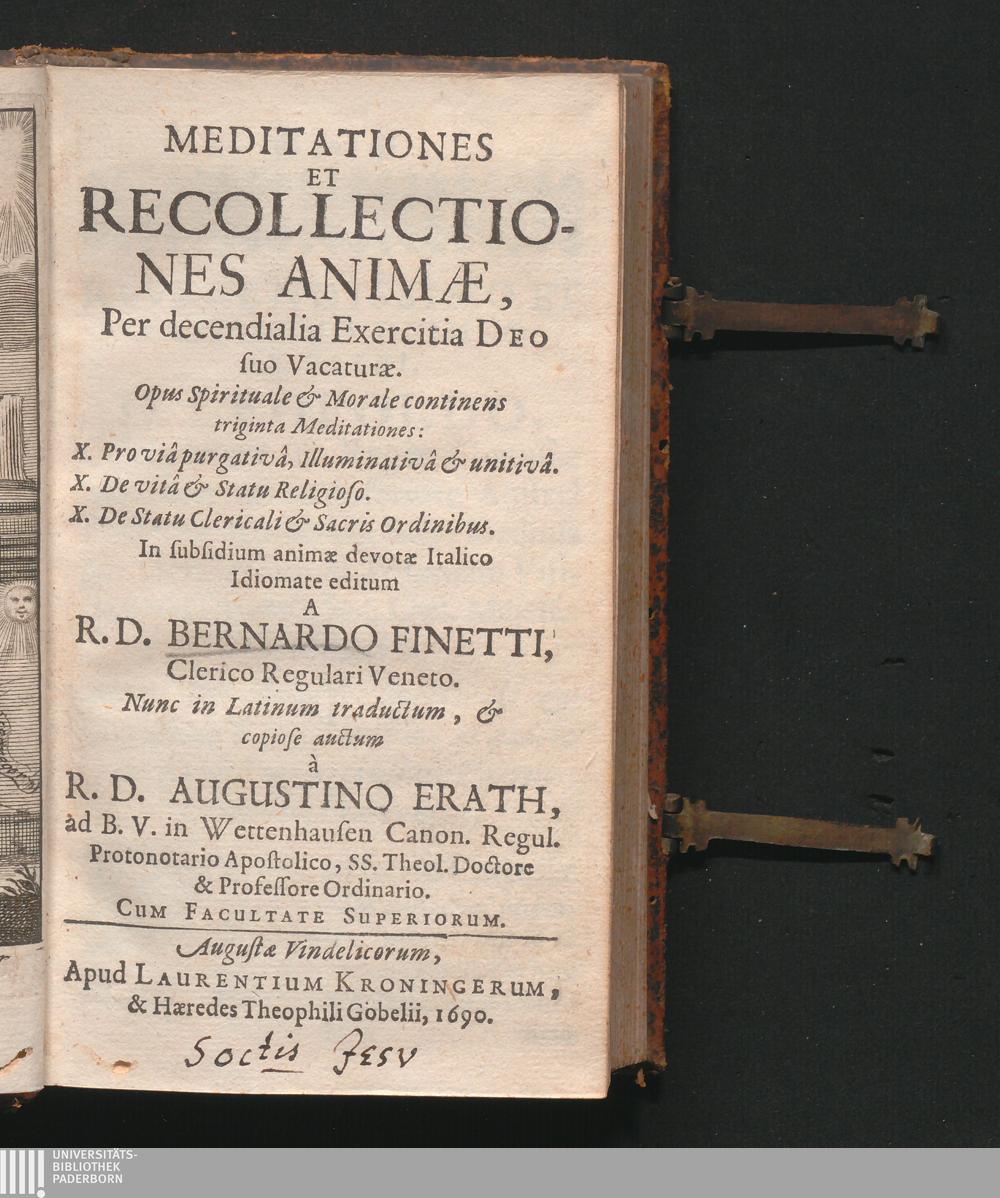 MEDITATIONES
ET
RECOLLECTIO-
NES ANIMÆ,
Per decendialia Exercitia DEO
ſuo Vacaturæ.
Opus Spirituale & Morale continens
triginta Meditationes:
X. Pro viâ purgativâ, Illuminativâ & unitivâ.
X. De vitâ & Statu Religioſo.
X. De Statu Clericali & Sacris Ordinibus.
In ſubſidium animæ devotæ Italico
Idiomate editum
A
R. D. BERNARDO FINETTI,
Clerico Regulari Veneto.
Nunc in Latinum traductum, &
copioſe auctum
à
R. D. AUGUSTINO ERATH,
ad B. V. in Wettenhauſen Canon. Regul.
Protonotario Apoſtolico, SS. Theol. Doctore
& Profeſſore Ordinario.
CUM FACULTATE SUPERIORUM.
Auguſtæ Vindelicorum,
Apud LAURENTIUM KRONINGERUM,
& Hæredes Theophili Göbelii, 1690.
Soctis Jesv
UNIVERSITÄTS-
BIBLIOTHEK
PADERBORN